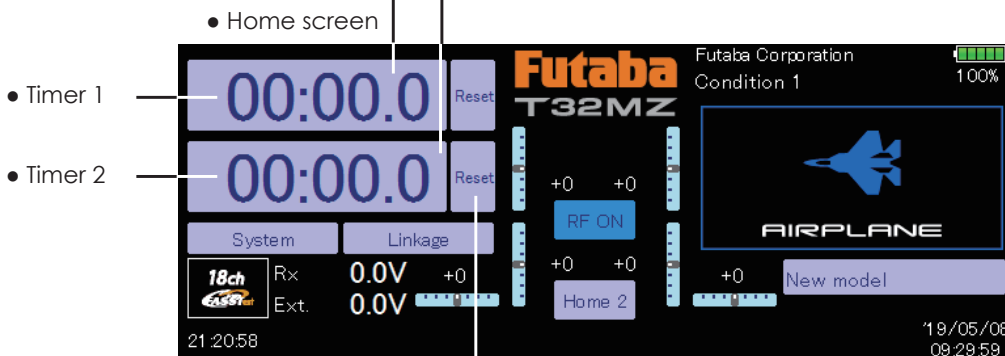 ● Home screen
● Timer 1
● Timer 2
00:00.0
Reset
00:00.0
Reset
System
Linkage
18ch
FASSTest
Rx
0.0V
+0
Ext.
0.0V
21:20:58
Futaba
T32MZ
+0 +0
RF ON
+0 +0
Home 2
Futaba Corporation
Condition 1
100%
AIRPLANE
+0
New model
'19/05/08
09:29:59